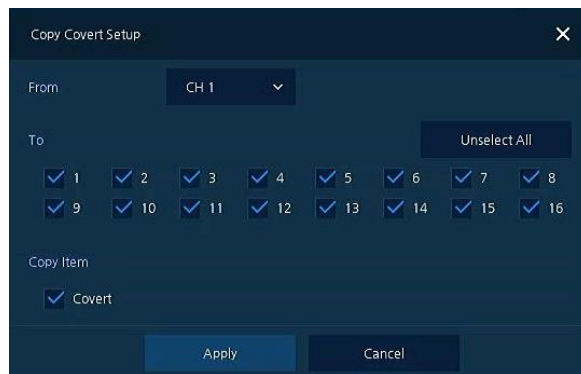 Copy Covert Setup
From CH 1
To Unselect All
1 2 3 4 5 6 7 8
9 10 11 12 13 14 15 16
Copy Item
Covert
Apply Cancel